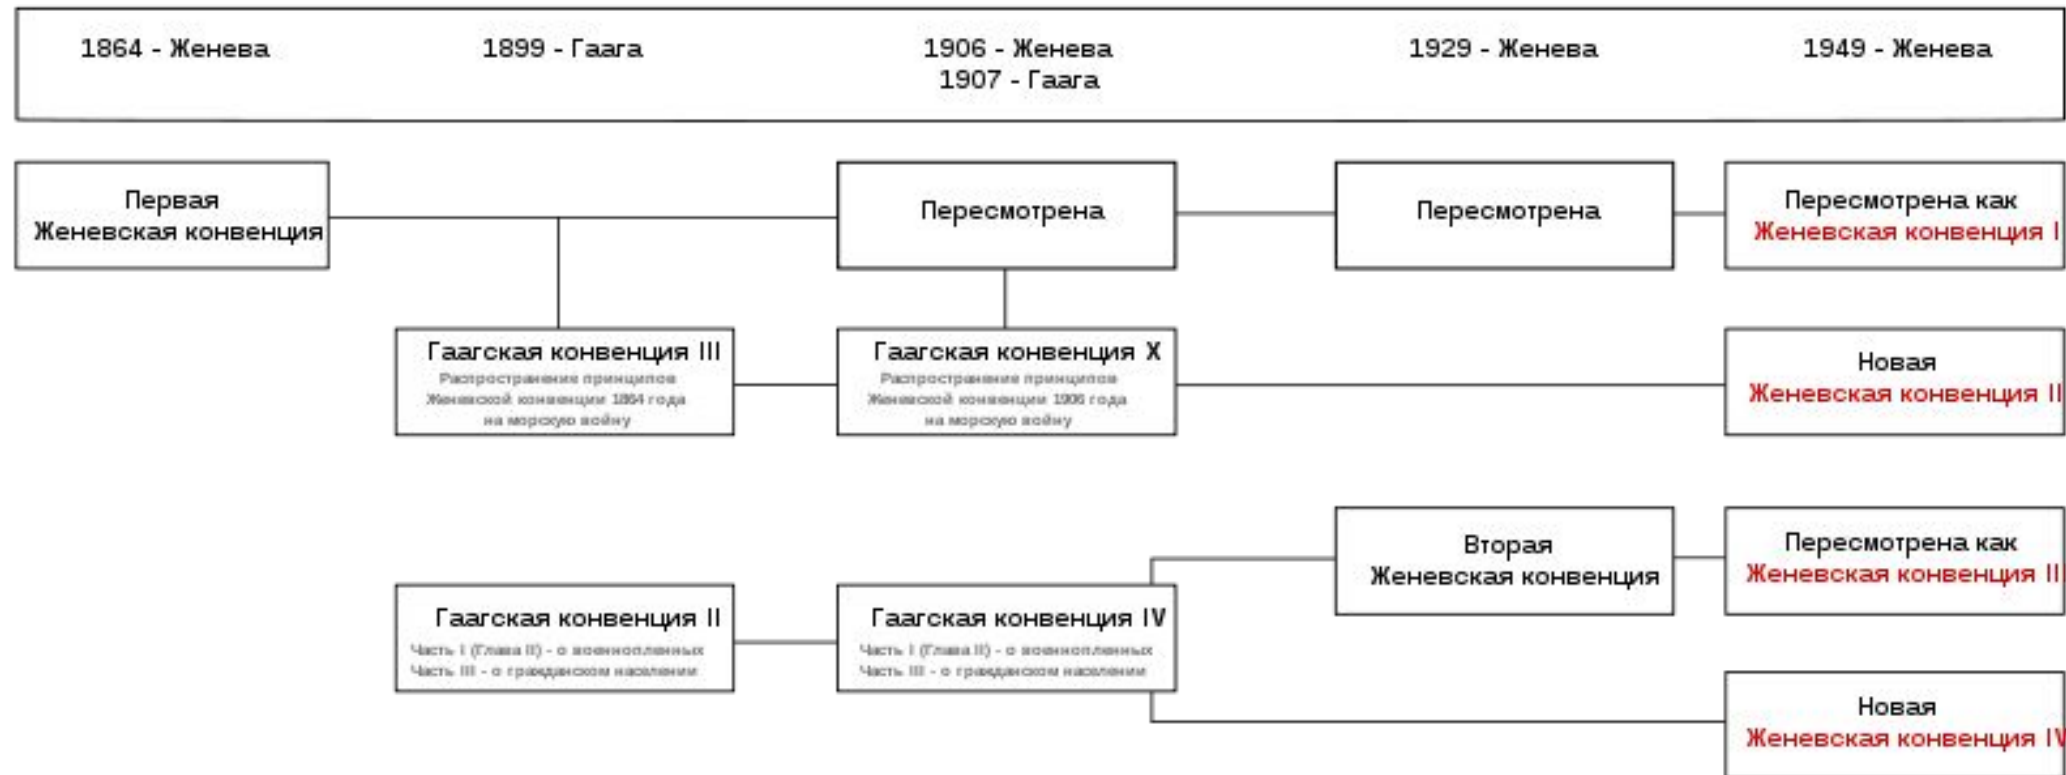 1864 - Женева
1899 - Гаага
1906 - Женева
1907 - Гаага
1929 - Женева
1949 - Женева
Первая
Женевская конвенция
Пересмотрена
Пересмотрена
Пересмотрена как
Женевская конвенция I
Гаагская конвенция III
Распространение принципов
Женевской конвенции 1864 года
на морскую войну
Гаагская конвенция X
Распространение принципов
Женевской конвенции 1906 года
на морскую войну
Новая
Женевская конвенция II
Гаагская конвенция II
Часть I (Глава II) - о военнопленных
Часть III - о гражданском населении
Гаагская конвенция IV
Часть I (Глава II) - о военнопленных
Часть III - о гражданском населении
Вторая
Женевская конвенция
Пересмотрена как
Женевская конвенция III
Новая
Женевская конвенция IV